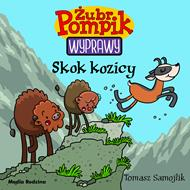 Żubr
Pompik
WYPRAWY
Skok kozicy
Tomasz Samojlik
Media Rodzina